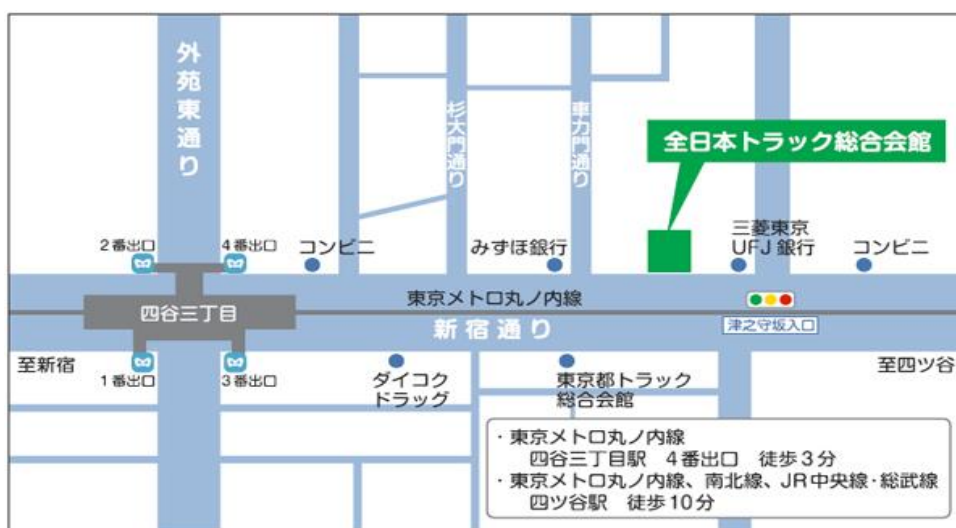 外苑東通り
杉大門通り
車力門通り
全日本トラック総合会館
2番出口
4番出口
コンビニ
みずほ銀行
三菱東京
UFJ銀行
コンビニ
東京メトロ丸ノ内線
四谷三丁目
新宿通り
津之守坂入口
至新宿
1番出口
3番出口
ダイコク
ドラッグ
東京都トラック
総合会館
至四ツ谷
・東京メトロ丸ノ内線
四谷三丁目駅 4番出口 徒歩3分
・東京メトロ丸ノ内線、南北線、JR中央線・総武線
四ツ谷駅 徒歩10分